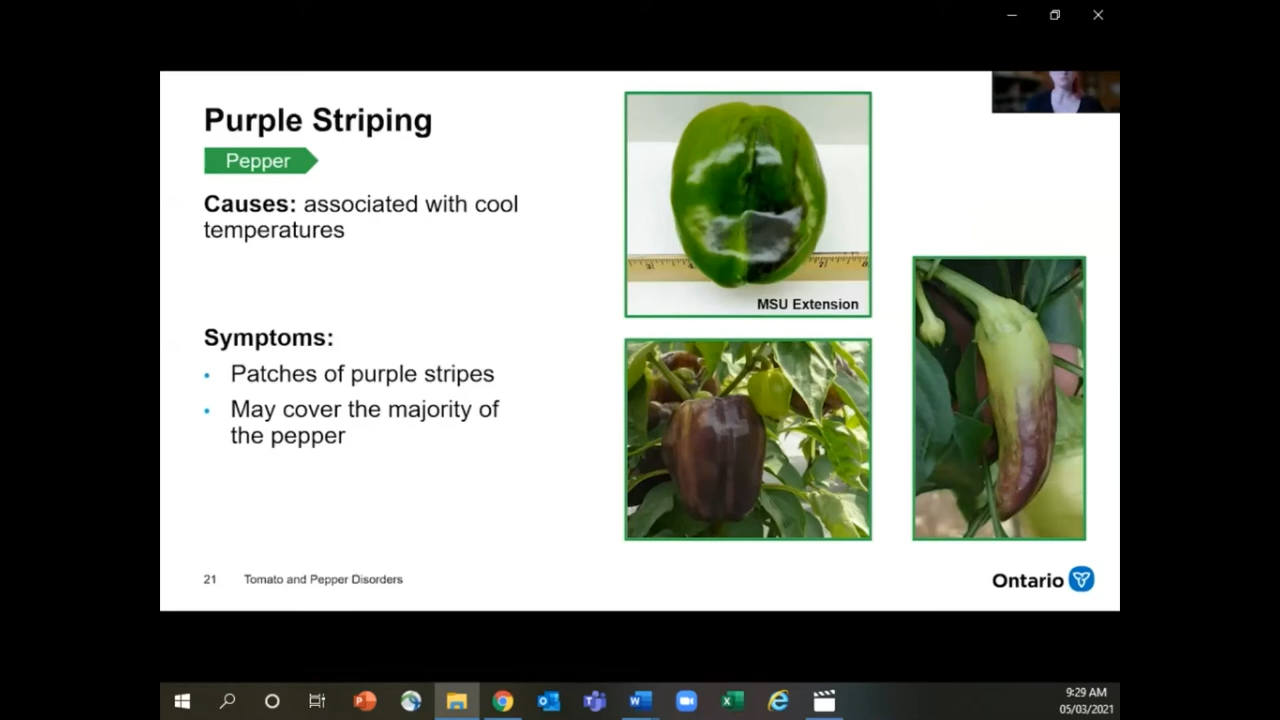 Purple Striping
Pepper
Causes: associated with cool
temperatures
Symptoms:
• Patches of purple stripes
• May cover the majority of
the pepper
MSU Extension
21 Tomato and Pepper Disorders
Ontario
9:29 AM
05/03/2021